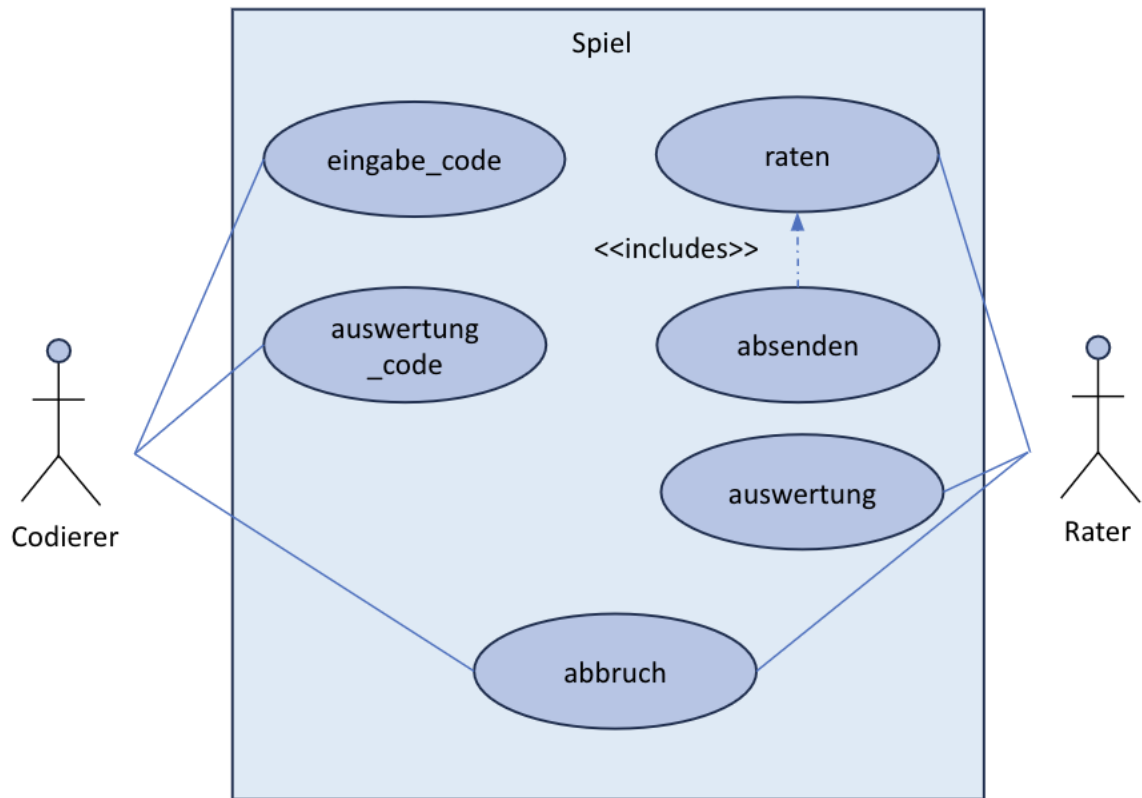 Spiel
eingabe_code
raten
<<includes>>
auswertung
_code
absenden
auswertung
Codierer
Rater
abbruch